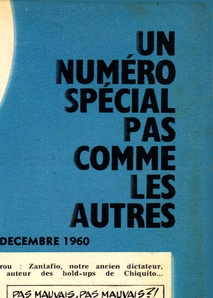 UN
NUMÉRO
SPÉCIAL
PAS
COMME
LES
AUTRES
DECEMBRE 1960
rou : Zantafio, notre ancien dictateur,
auteur des hold-ups de Chiquito...
PAS MAUVAIS, PAS MAUVAIS ?!